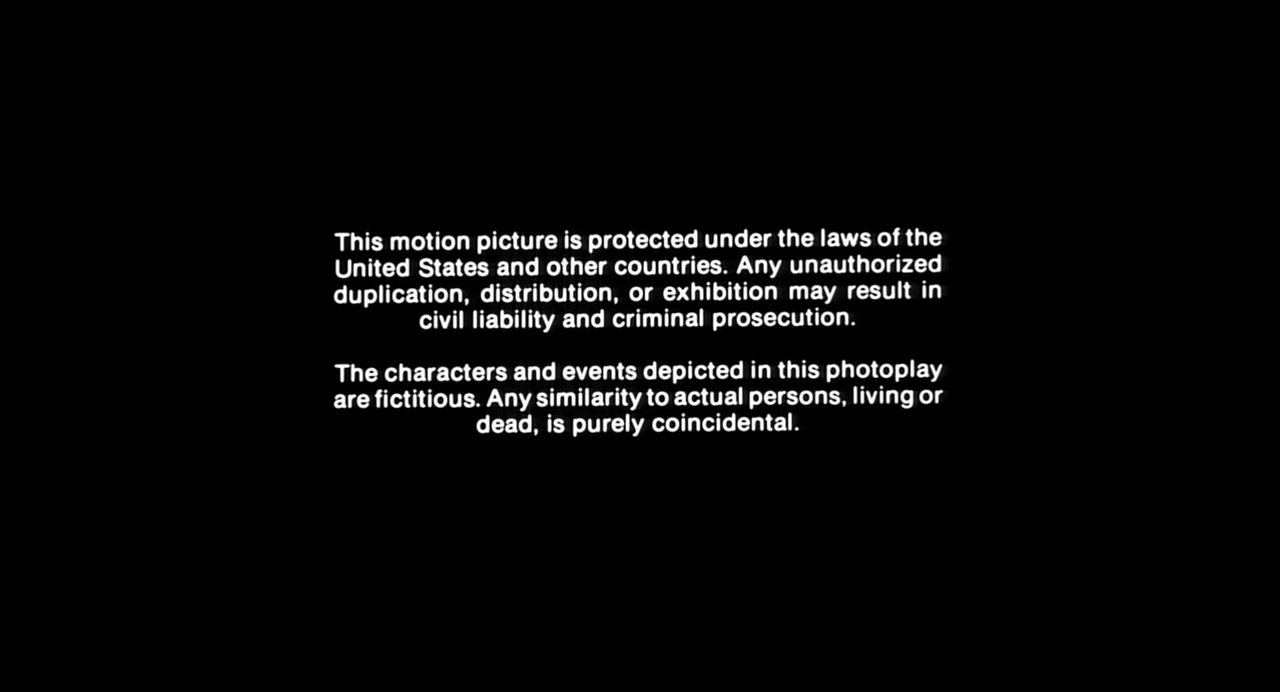 This motion picture is protected under the laws of the
United States and other countries. Any unauthorized
duplication, distribution, or exhibition may result in
civil liability and criminal prosecution.
The characters and events depicted in this photoplay
are fictitious. Any similarity to actual persons, living or
dead, is purely coincidental.